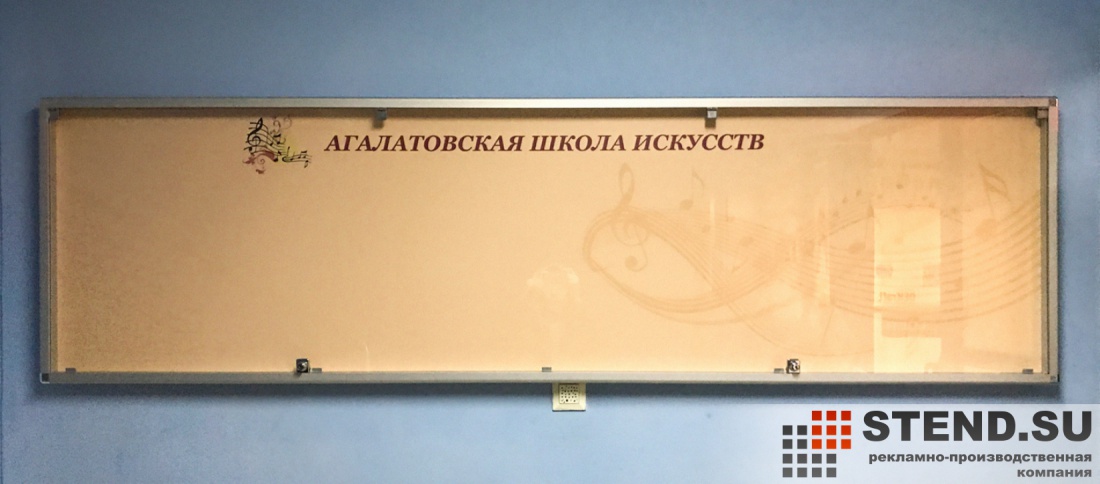 АГАЛАТОВСКАЯ ШКОЛА ИСКУССТВ
STEND.SU
рекламно-производственная
компания